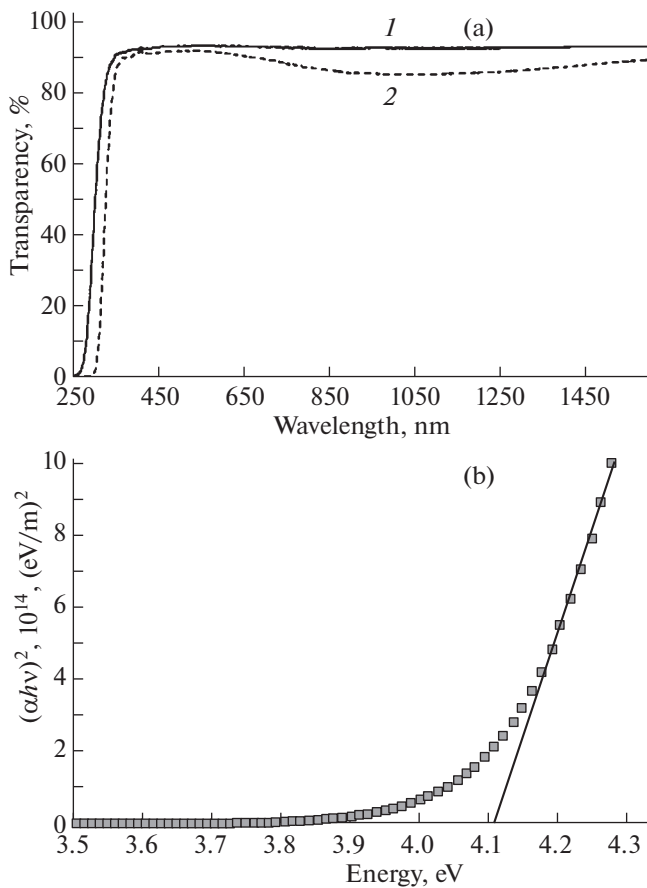 100
80
60
40
20
0
Transparency, %
1
(a)
2
250 450 650 850 1050 1250 1450
Wavelength, nm
10
8
6
4
2
0
(αhν)², 10¹⁴, (eV/m)²
(b)
3.5 3.6 3.7 3.8 3.9 4.0 4.1 4.2 4.3
Energy, eV